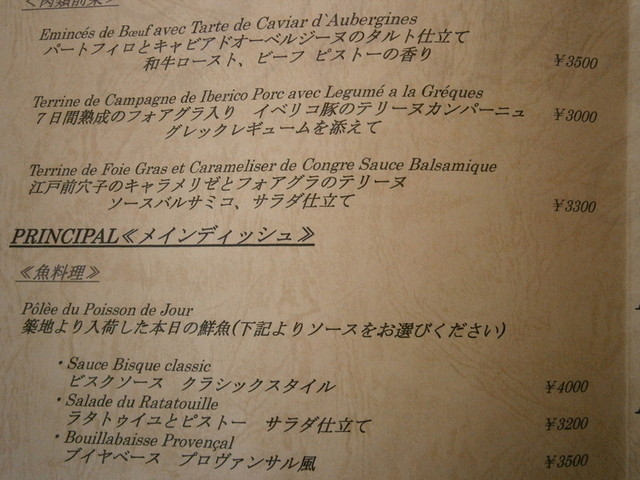 《肉類前菜》
Emincés de Bœuf avec Tarte de Caviar d`Aubergines
パートフィロとキャビアドオーベルジーヌのタルト仕立て
和牛ロースト、ビーフ ピストーの香り ¥3500
Terrine de Campagne de Iberico Porc avec Legumé a la Gréques
７日間熟成のフォアグラ入り イベリコ豚のテリーヌカンパーニュ ¥3000
グレックレギュームを添えて
Terrine de Foie Gras et Carameliser de Congre Sauce Balsamique
江戸前穴子のキャラメリゼとフォアグラのテリーヌ
ソースバルサミコ、サラダ仕立て ¥3300
PRINCIPAL《メインディッシュ》
《魚料理》
Pôlèe du Poisson de Jour
築地より入荷した本日の鮮魚(下記よりソースをお選びください)
・Sauce Bisque classic
ビスクソース クラシックスタイル ¥4000
・Salade du Ratatouille
ラタトゥイユとピストー サラダ仕立て ¥3200
・Bouillabaisse Provençal
ブイヤベース プロヴァンサル風 ¥3500